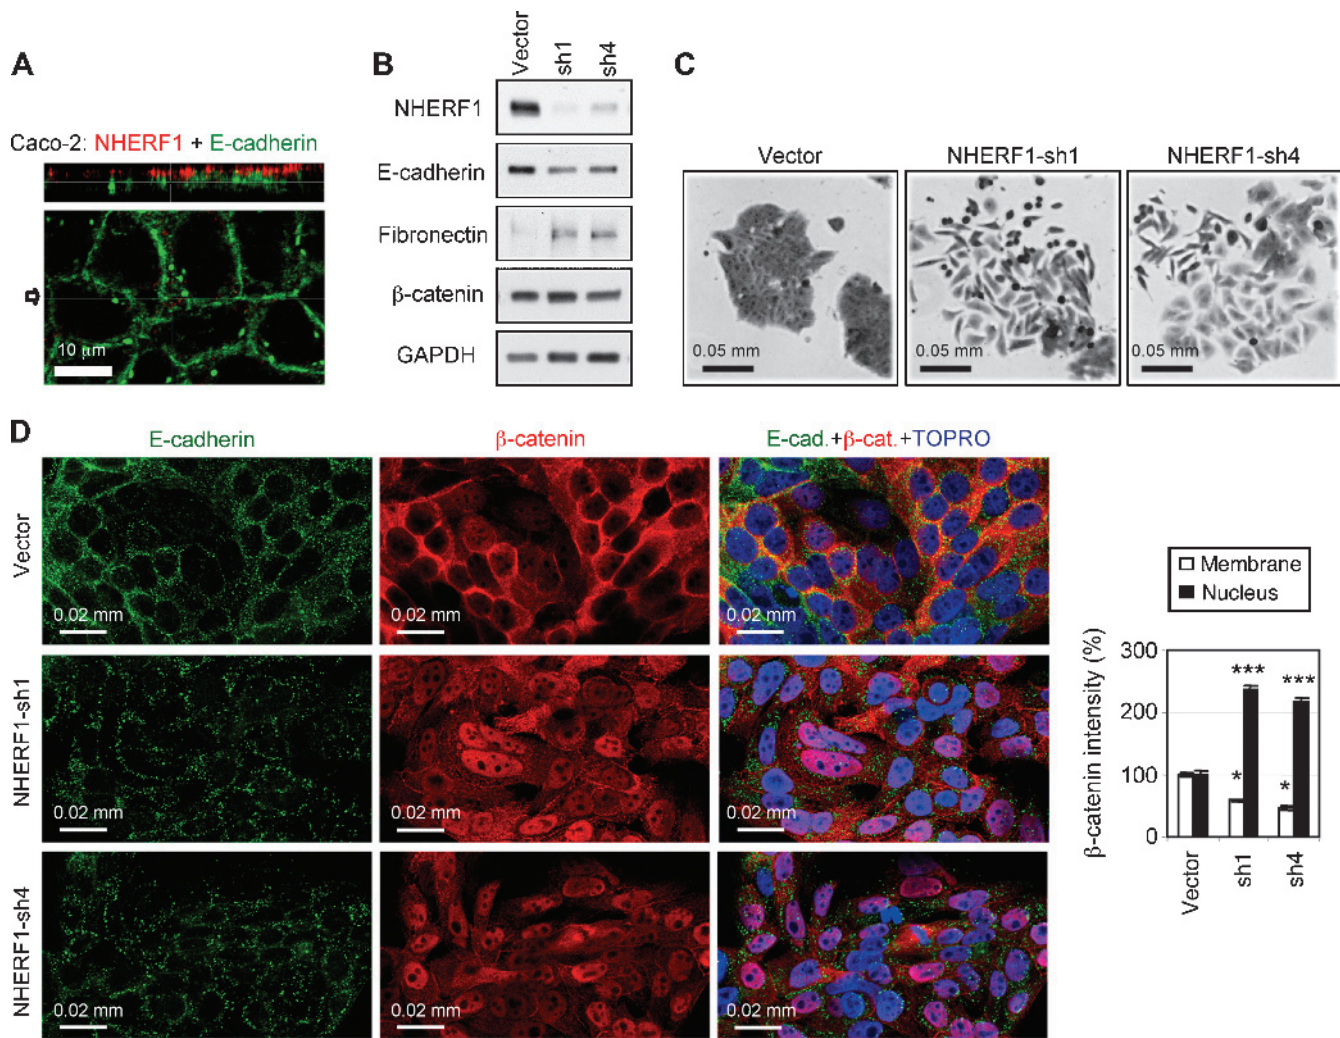 A
Caco-2: NHERF1 + E-cadherin
10 μm
B
Vector
sh1
sh4
NHERF1
E-cadherin
Fibronectin
β-catenin
GAPDH
C
Vector
NHERF1-sh1
NHERF1-sh4
0.05 mm
0.05 mm
0.05 mm
D
E-cadherin
β-catenin
E-cad.+β-cat.+TOPRO
Vector
0.02 mm
0.02 mm
0.02 mm
NHERF1-sh1
0.02 mm
0.02 mm
0.02 mm
NHERF1-sh4
0.02 mm
0.02 mm
0.02 mm
Membrane
Nucleus
β-catenin intensity (%)
300
200
100
0
***
***
*
*
Vector
sh1
sh4